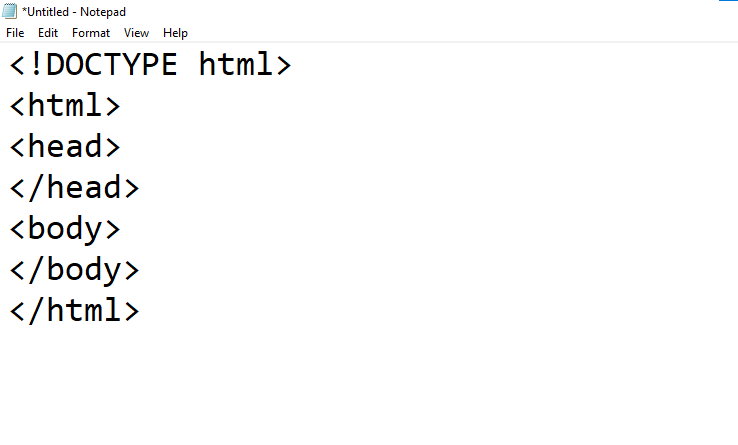 *Untitled - Notepad
File Edit Format View Help
<!DOCTYPE html>
<html>
<head>
</head>
<body>
</body>
</html>